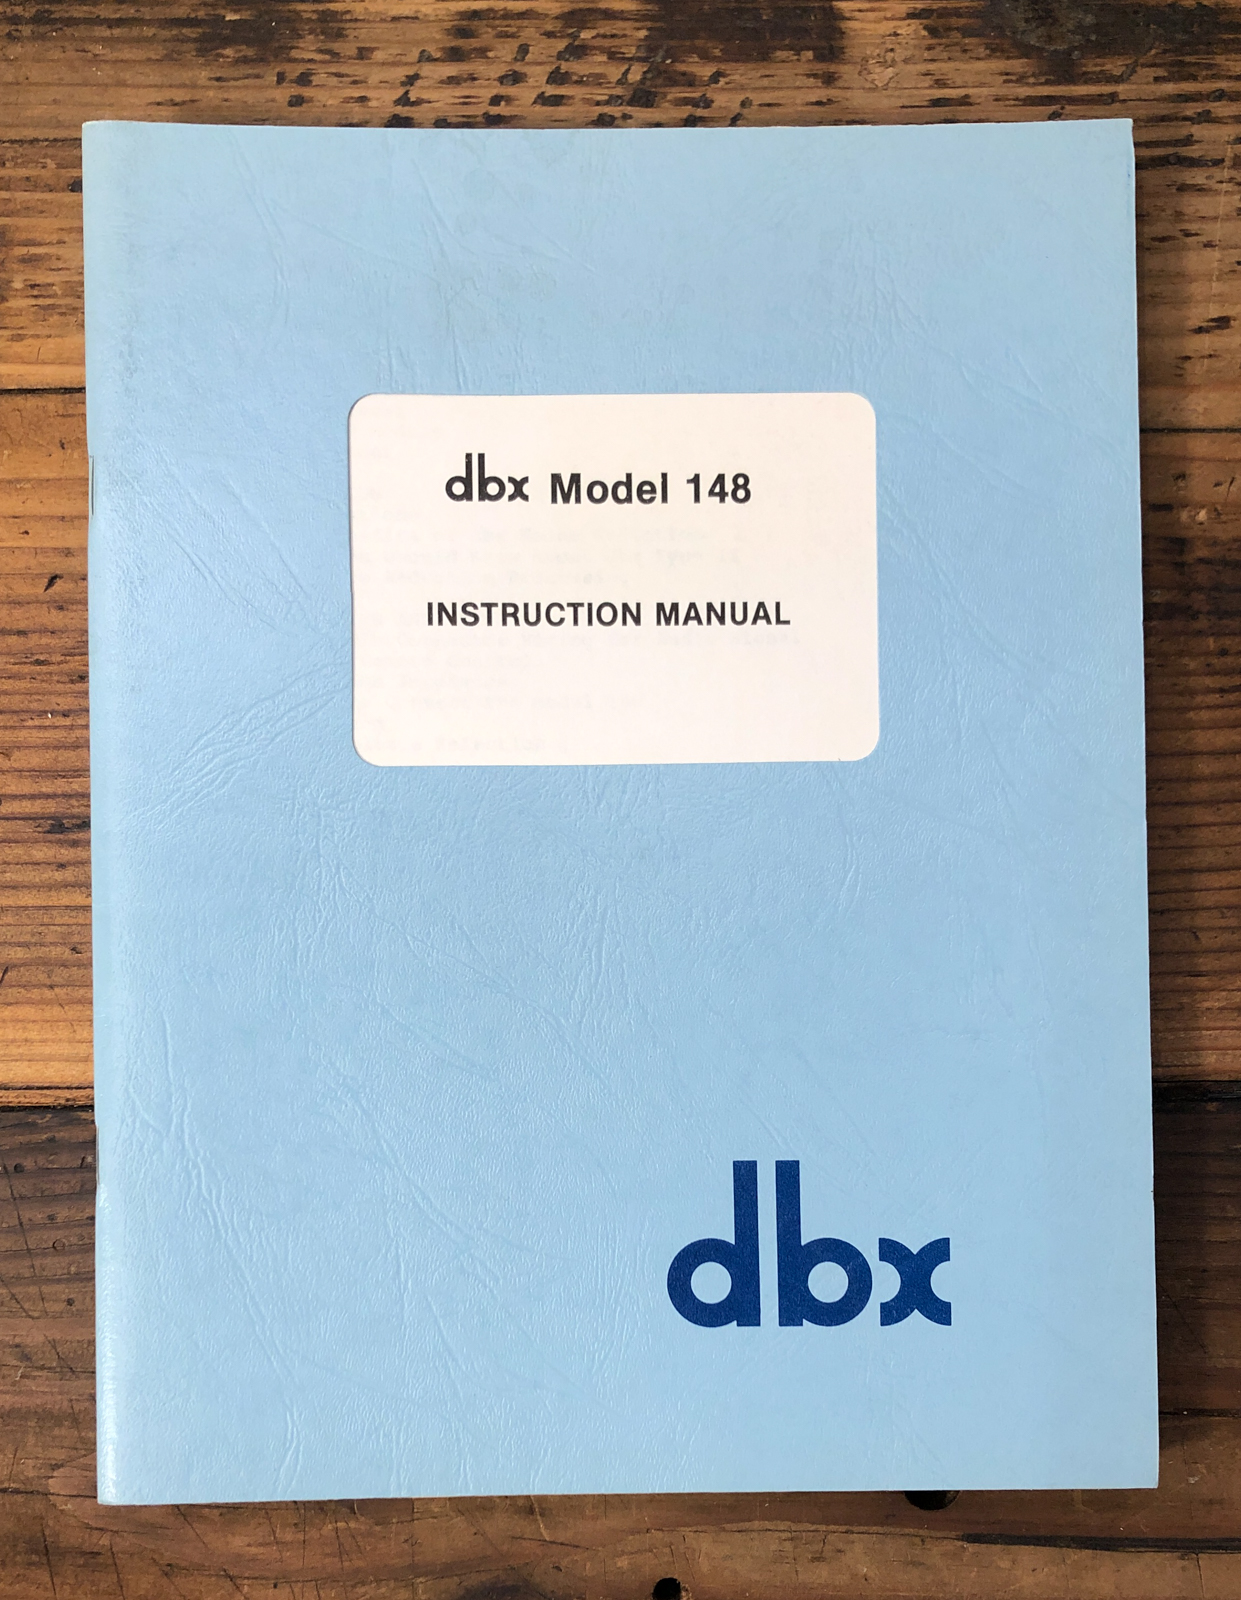 dbx Model 148
INSTRUCTION MANUAL
dbx